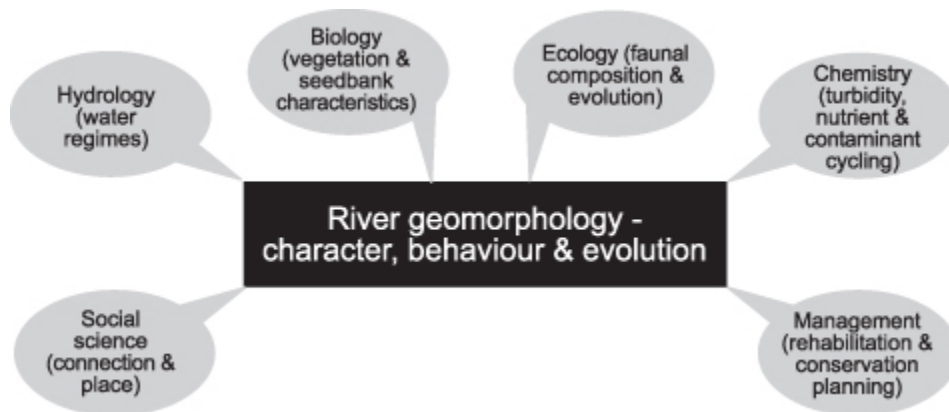 Biology
(vegetation &
seedbank
characteristics)
Ecology (faunal
composition &
evolution)
Hydrology
(water
regimes)
Chemistry
(turbidity,
nutrient &
contaminant
cycling)
River geomorphology -
character, behaviour & evolution
Social
science
(connection &
place)
Management
(rehabilitation &
conservation
planning)